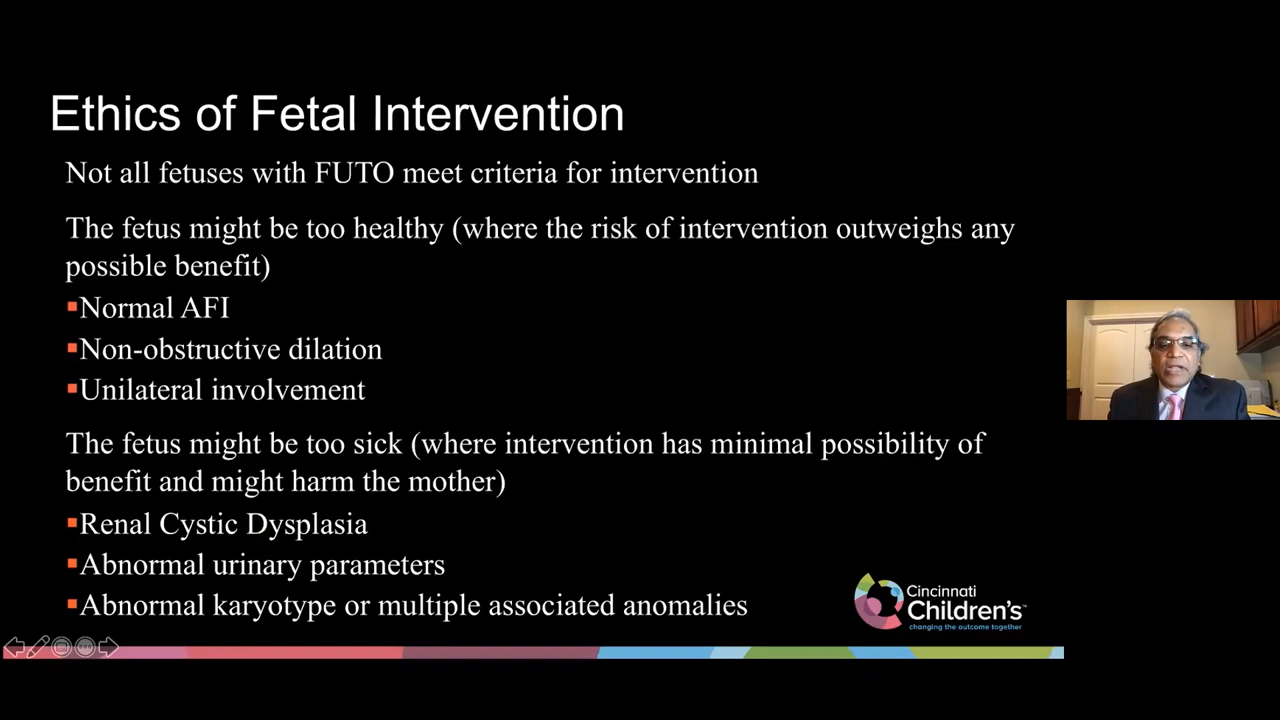 Ethics of Fetal Intervention
Not all fetuses with FUTO meet criteria for intervention
The fetus might be too healthy (where the risk of intervention outweighs any
possible benefit)
▪Normal AFI
▪Non-obstructive dilation
▪Unilateral involvement
The fetus might be too sick (where intervention has minimal possibility of
benefit and might harm the mother)
▪Renal Cystic Dysplasia
▪Abnormal urinary parameters
▪Abnormal karyotype or multiple associated anomalies
Cincinnati
Children's™
changing the outcome together